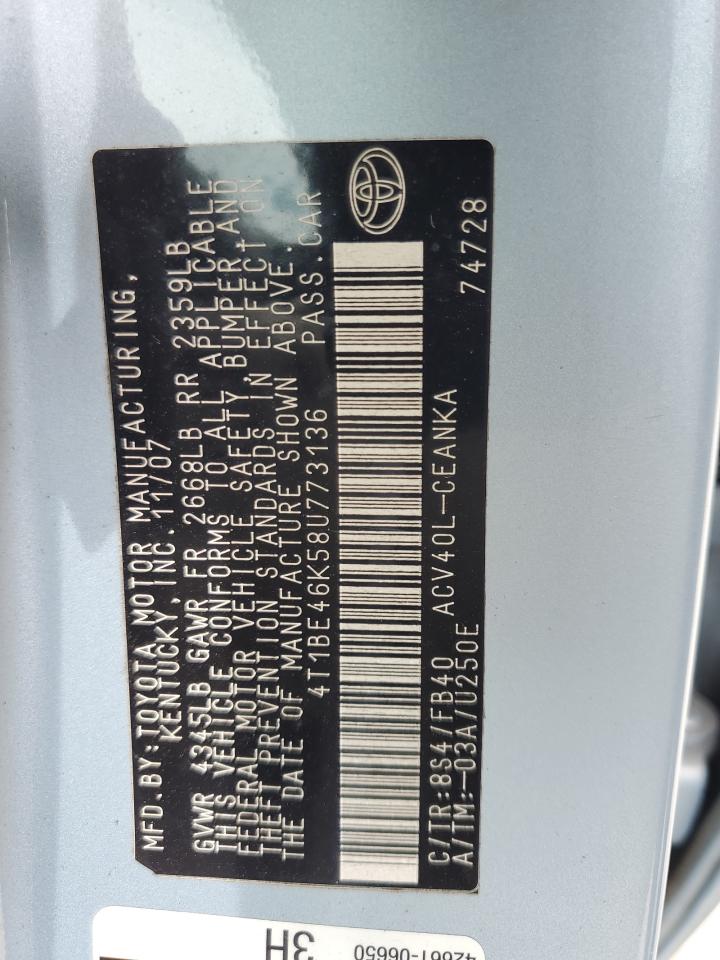 MFD.BY:TOYOTA MOTOR MANUFACTURING,
KENTUCKY, INC. 11/07
GVWR 4345LB GAWR FR 2668LB RR 2359LB
THIS VEHICLE CONFORMS TO ALL APPLICABLE
FEDERAL MOTOR VEHICLE SAFETY, BUMPER AND
THEFT PREVENTION STANDARDS IN EFFECT ON
THE DATE OF MANUFACTURE SHOWN ABOVE.
4T1BE46K58U773136 PASS.CAR
C/TR:8S4/FB40 ACV40L-CEANKA 74728
A/TM:-03A/U250E
3H
42661-06650